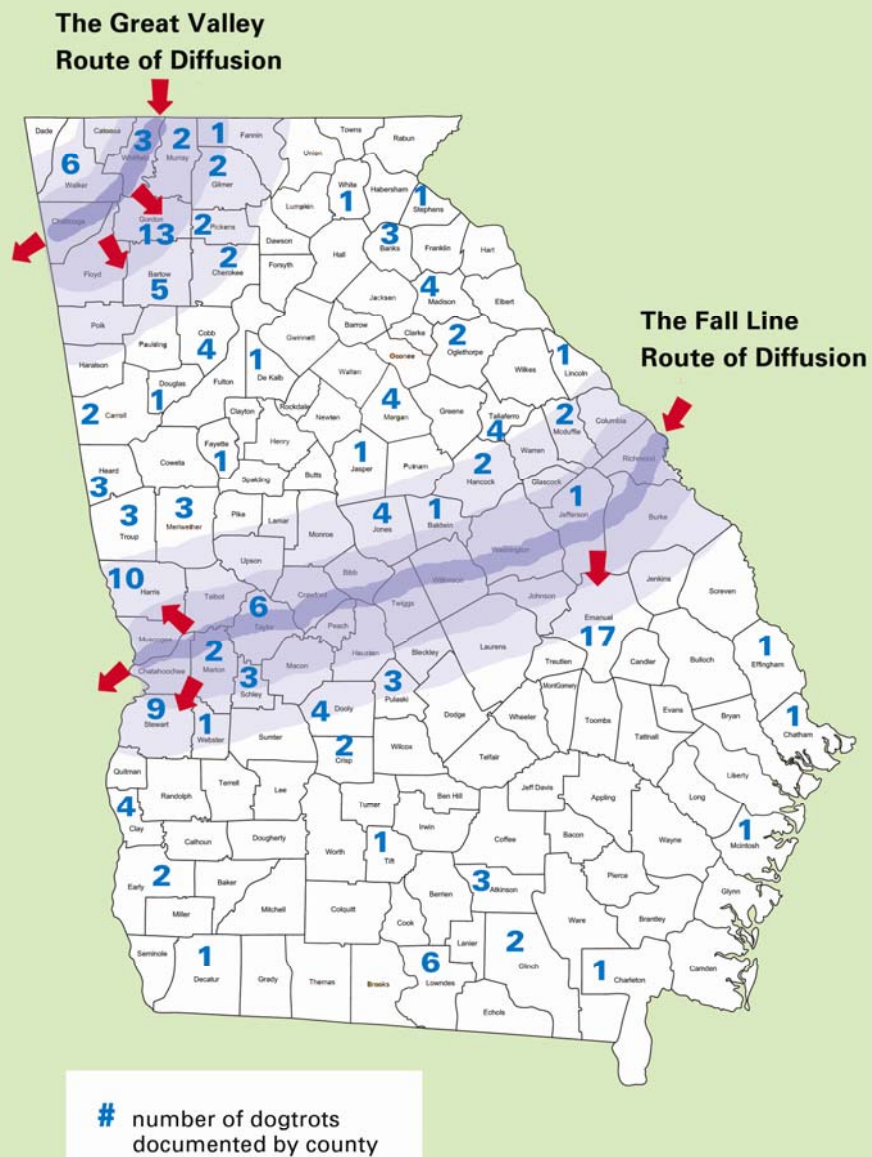 The Great Valley
Route of Diffusion
Dade
Catoosa
3
Whitfield
2
Murray
1
Fannin
Towns
Rabun
Union
6
Walker
2
Gilmer
White
1
Habersham
1
Stephens
Chattooga
Gordon
13
2
Pickens
Lumpkin
Dawson
3
Banks
Franklin
Hart
Floyd
Bartow
5
2
Cherokee
Forsyth
Hall
4
Madison
Elbert
Jackson
The Fall Line
Route of Diffusion
Polk
Paulding
Cobb
4
Gwinnett
Barrow
Clarke
Oconee
2
Oglethorpe
Haralson
Douglas
1
Fulton
1
De Kalb
Walton
Wilkes
1
Lincoln
2
Carroll
Clayton
Rockdale
Newton
4
Morgan
Greene
Taliaferro
4
2
Mcduffie
Columbia
Richmond
Fayette
1
Henry
1
Jasper
Putnam
2
Hancock
Warren
Glascock
Heard
3
Coweta
Spalding
Butts
1
Jefferson
Burke
3
Troup
3
Meriwether
Pike
Lamar
Monroe
4
Jones
1
Baldwin
Washington
10
Harris
Upson
Talbot
6
Taylor
Crawford
Bibb
Twiggs
Wilkinson
Johnson
Emanuel
17
Jenkins
Screven
Muscogee
Chatahoochee
2
Marion
3
Schley
Macon
Peach
Houston
Bleckley
Laurens
Treutlen
Candler
Bulloch
1
Effingham
9
Stewart
1
Webster
Sumter
4
Dooly
3
Pulaski
Dodge
Wheeler
Montgomery
Toombs
Tattnall
Evans
Bryan
1
Chatham
2
Crisp
Wilcox
Telfair
Quitman
Randolph
Terrell
Lee
Turner
Ben Hill
Jeff Davis
Appling
Long
Liberty
4
Clay
Calhoun
Dougherty
Worth
1
Tift
Irwin
Coffee
Bacon
Wayne
1
Mcintosh
2
Early
Baker
Mitchell
Colquitt
Berrien
3
Atkinson
Pierce
Glynn
Miller
Cook
Ware
Brantley
Seminole
1
Decatur
Grady
Thomas
Brooks
6
Lowndes
Lanier
2
Clinch
Echols
1
Charleton
Camden
# number of dogtrots
documented by county